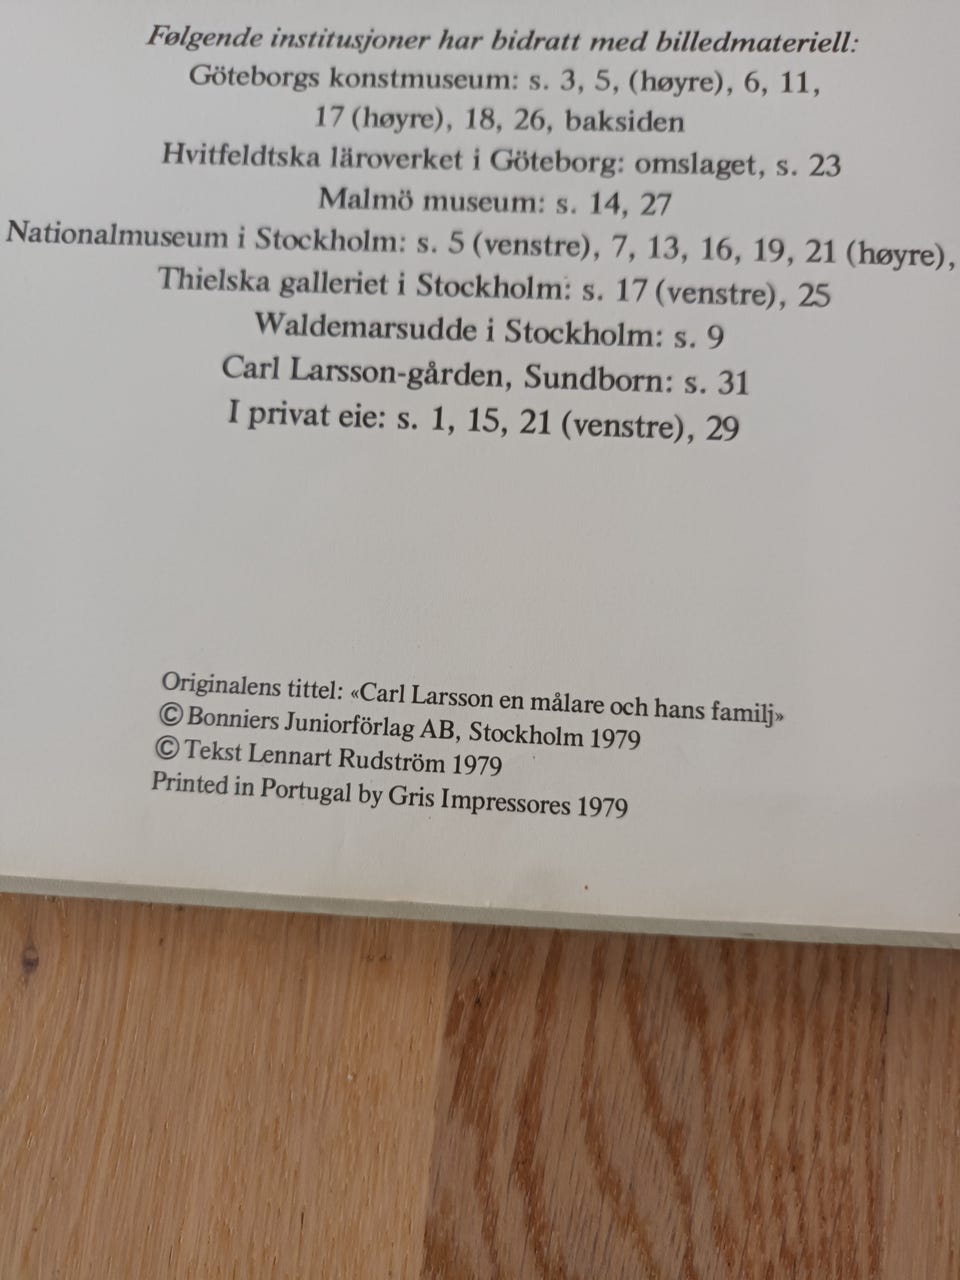 Følgende institusjoner har bidratt med billedmateriell:
Göteborgs konstmuseum: s. 3, 5, (høyre), 6, 11,
17 (høyre), 18, 26, baksiden
Hvitfeldtska läroverket i Göteborg: omslaget, s. 23
Malmö museum: s. 14, 27
Nationalmuseum i Stockholm: s. 5 (venstre), 7, 13, 16, 19, 21 (høyre),
Thielska galleriet i Stockholm: s. 17 (venstre), 25
Waldemarsudde i Stockholm: s. 9
Carl Larsson-gården, Sundborn: s. 31
I privat eie: s. 1, 15, 21 (venstre), 29
Originalens tittel: «Carl Larsson en målare och hans familj»
© Bonniers Juniorförlag AB, Stockholm 1979
© Tekst Lennart Rudström 1979
Printed in Portugal by Gris Impressores 1979